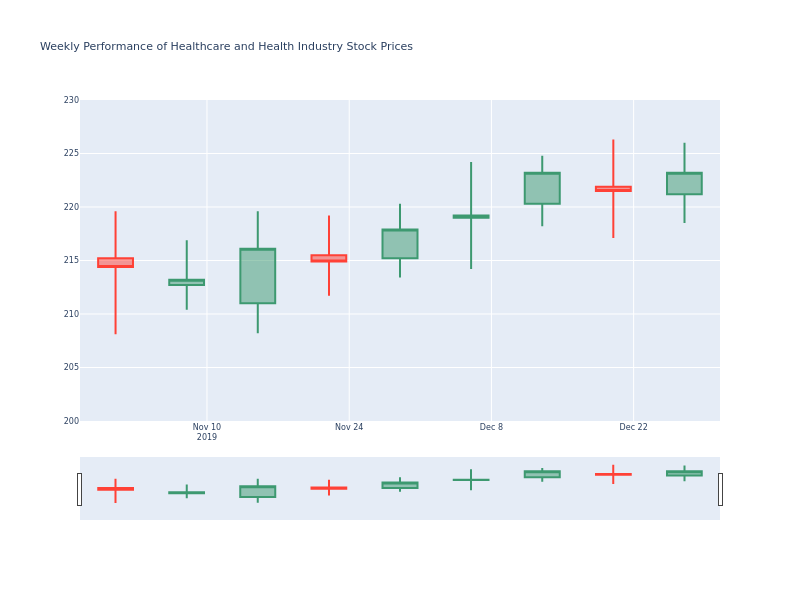 Weekly Performance of Healthcare and Health Industry Stock Prices
230
225
220
215
210
205
200
Nov 10
2019
Nov 24
Dec 8
Dec 22